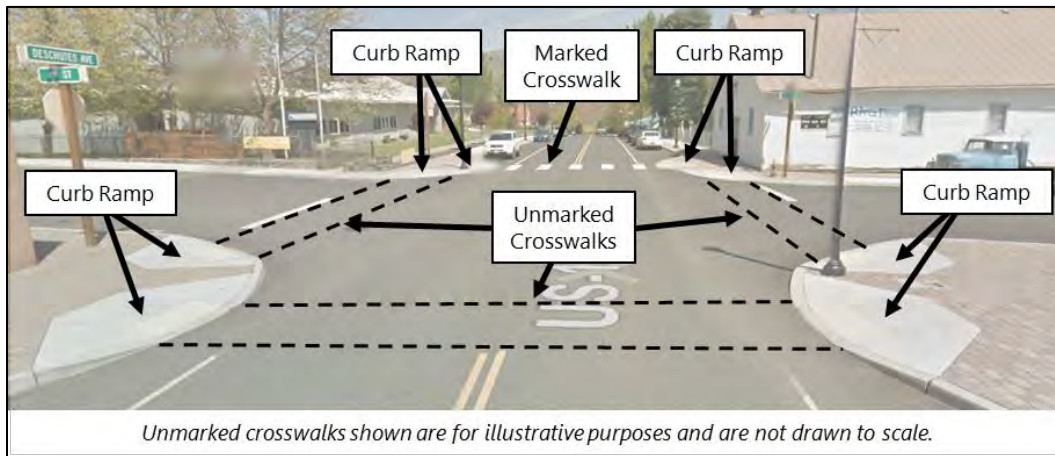 DESCHUTES AVE
ST
Curb Ramp
Marked
Crosswalk
Curb Ramp
Curb Ramp
Unmarked
Crosswalks
Curb Ramp
Unmarked crosswalks shown are for illustrative purposes and are not drawn to scale.